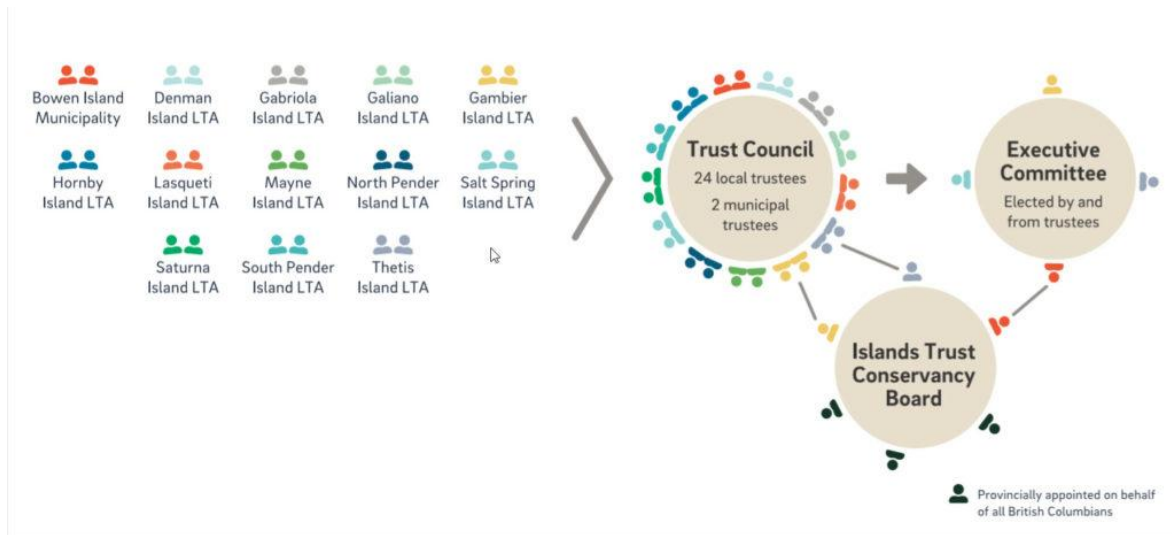 Bowen Island
Municipality
Denman
Island LTA
Gabriola
Island LTA
Galiano
Island LTA
Gambier
Island LTA
Hornby
Island LTA
Lasqueti
Island LTA
Mayne
Island LTA
North Pender
Island LTA
Salt Spring
Island LTA
Saturna
Island LTA
South Pender
Island LTA
Thetis
Island LTA
Trust Council
24 local trustees
2 municipal
trustees
Executive
Committee
Elected by and
from trustees
Islands Trust
Conservancy
Board
Provincially appointed on behalf
of all British Columbians